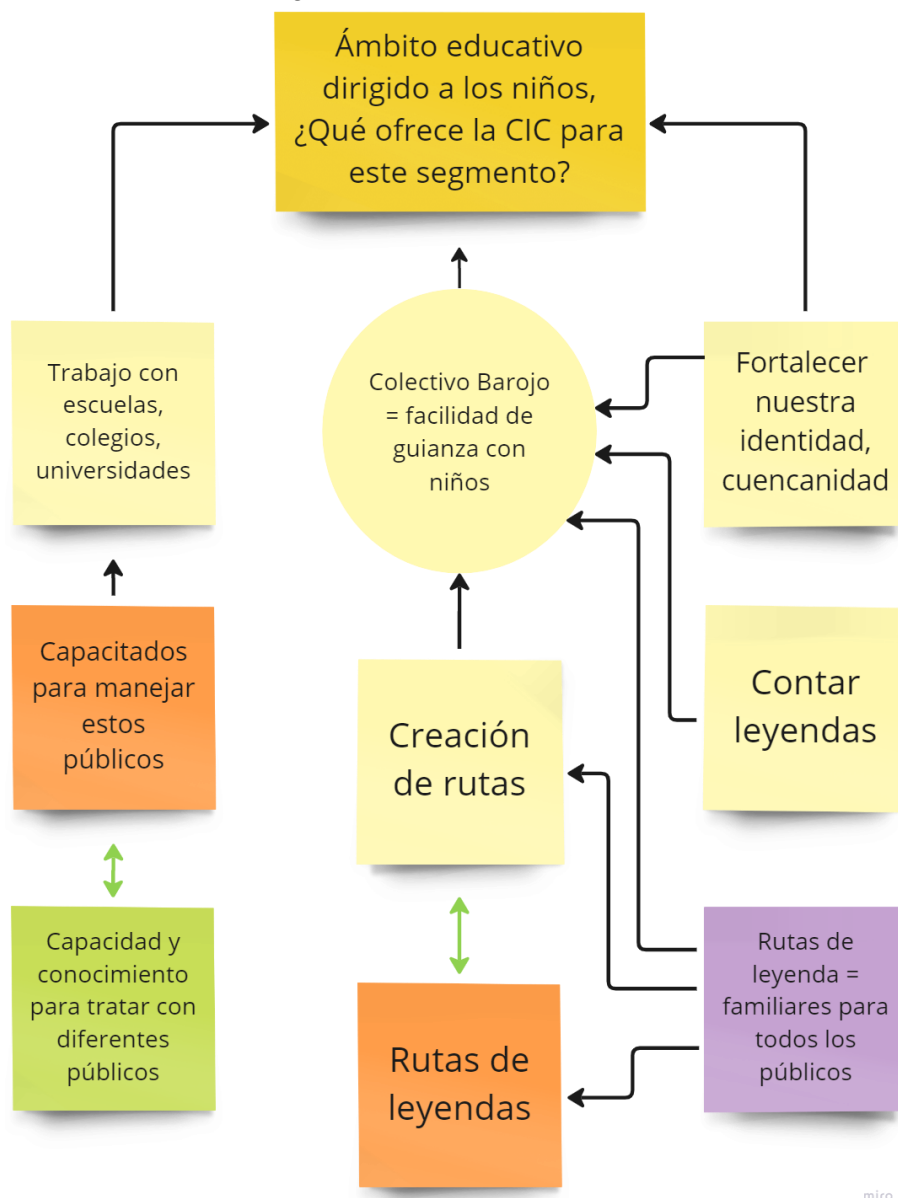 Ámbito educativo
dirigido a los niños,
¿Qué ofrece la CIC para
este segmento?
Trabajo con
escuelas,
colegios,
universidades
Colectivo Barojo
= facilidad de
guianza con
niños
Fortalecer
nuestra
identidad,
cuencanidad
Capacitados
para manejar
estos
públicos
Creación
de rutas
Contar
leyendas
Capacidad y
conocimiento
para tratar con
diferentes
públicos
Rutas de
leyendas
Rutas de
leyenda =
familiares para
todos los
públicos
miro